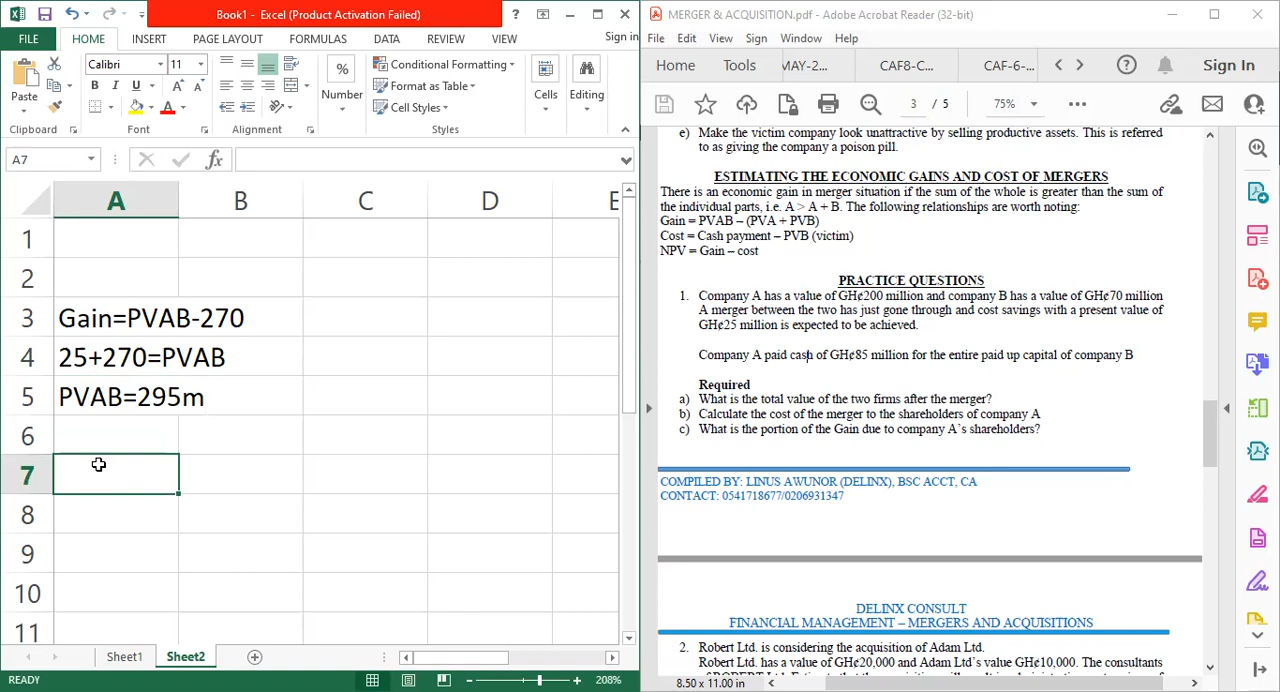 Book1 - Excel (Product Activation Failed)
FILE HOME INSERT PAGE LAYOUT FORMULAS DATA REVIEW VIEW Sign in
Paste
Calibri 11
B I U
A A
A
%
Number
Conditional Formatting
Format as Table
Cell Styles
Cells
Editing
Clipboard Font Alignment Styles
A7
fx
A B C D E
1
2
3 Gain=PVAB-270
4 25+270=PVAB
5 PVAB=295m
6
7
8
9
10
11
Sheet1 Sheet2
READY
208%
MERGER & ACQUISITION.pdf - Adobe Acrobat Reader (32-bit)
File Edit View Sign Window Help
Home Tools MAY-2... CAF8-C... CAF-6-... Sign In
3 / 5 75%
e) Make the victim company look unattractive by selling productive assets. This is referred
to as giving the company a poison pill.
ESTIMATING THE ECONOMIC GAINS AND COST OF MERGERS
There is an economic gain in merger situation if the sum of the whole is greater than the sum of
the individual parts, i.e. A > A + B. The following relationships are worth noting:
Gain = PVAB – (PVA + PVB)
Cost = Cash payment – PVB (victim)
NPV = Gain – cost
PRACTICE QUESTIONS
1. Company A has a value of GH¢200 million and company B has a value of GH¢70 million
A merger between the two has just gone through and cost savings with a present value of
GH¢25 million is expected to be achieved.
Company A paid cash of GH¢85 million for the entire paid up capital of company B
Required
a) What is the total value of the two firms after the merger?
b) Calculate the cost of the merger to the shareholders of company A
c) What is the portion of the Gain due to company A's shareholders?
COMPILED BY: LINUS AWUNOR (DELINX), BSC ACCT, CA
CONTACT: 0541718677/0206931347
DELINX CONSULT
FINANCIAL MANAGEMENT – MERGERS AND ACQUISITIONS
2. Robert Ltd. is considering the acquisition of Adam Ltd.
Robert Ltd. has a value of GH¢20,000 and Adam Ltd's value GH¢10,000. The consultants
8.50 x 11.00 in